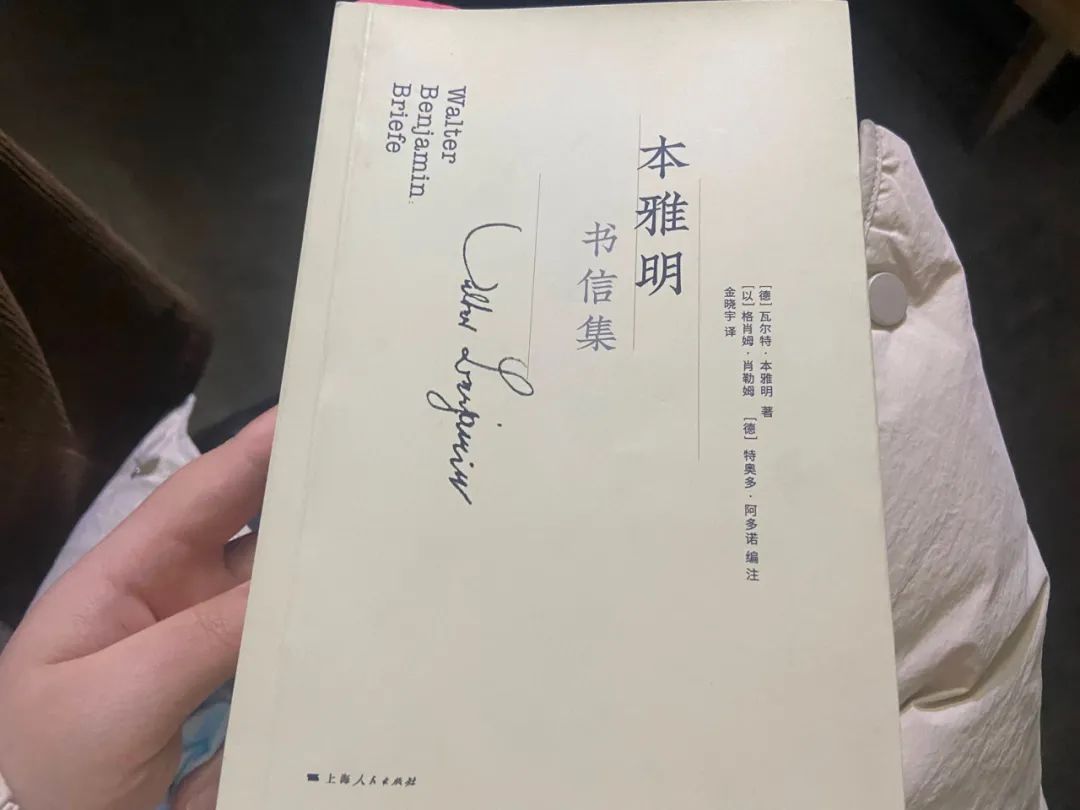 Walter
Benjamin:
Briefe
本雅明
书信集
Walter Benjamin
[德] 瓦尔特·本雅明 著
[以] 格肖姆·肖勒姆 [德] 特奥多·阿多诺 编注
金晓宇 译
上海人民出版社